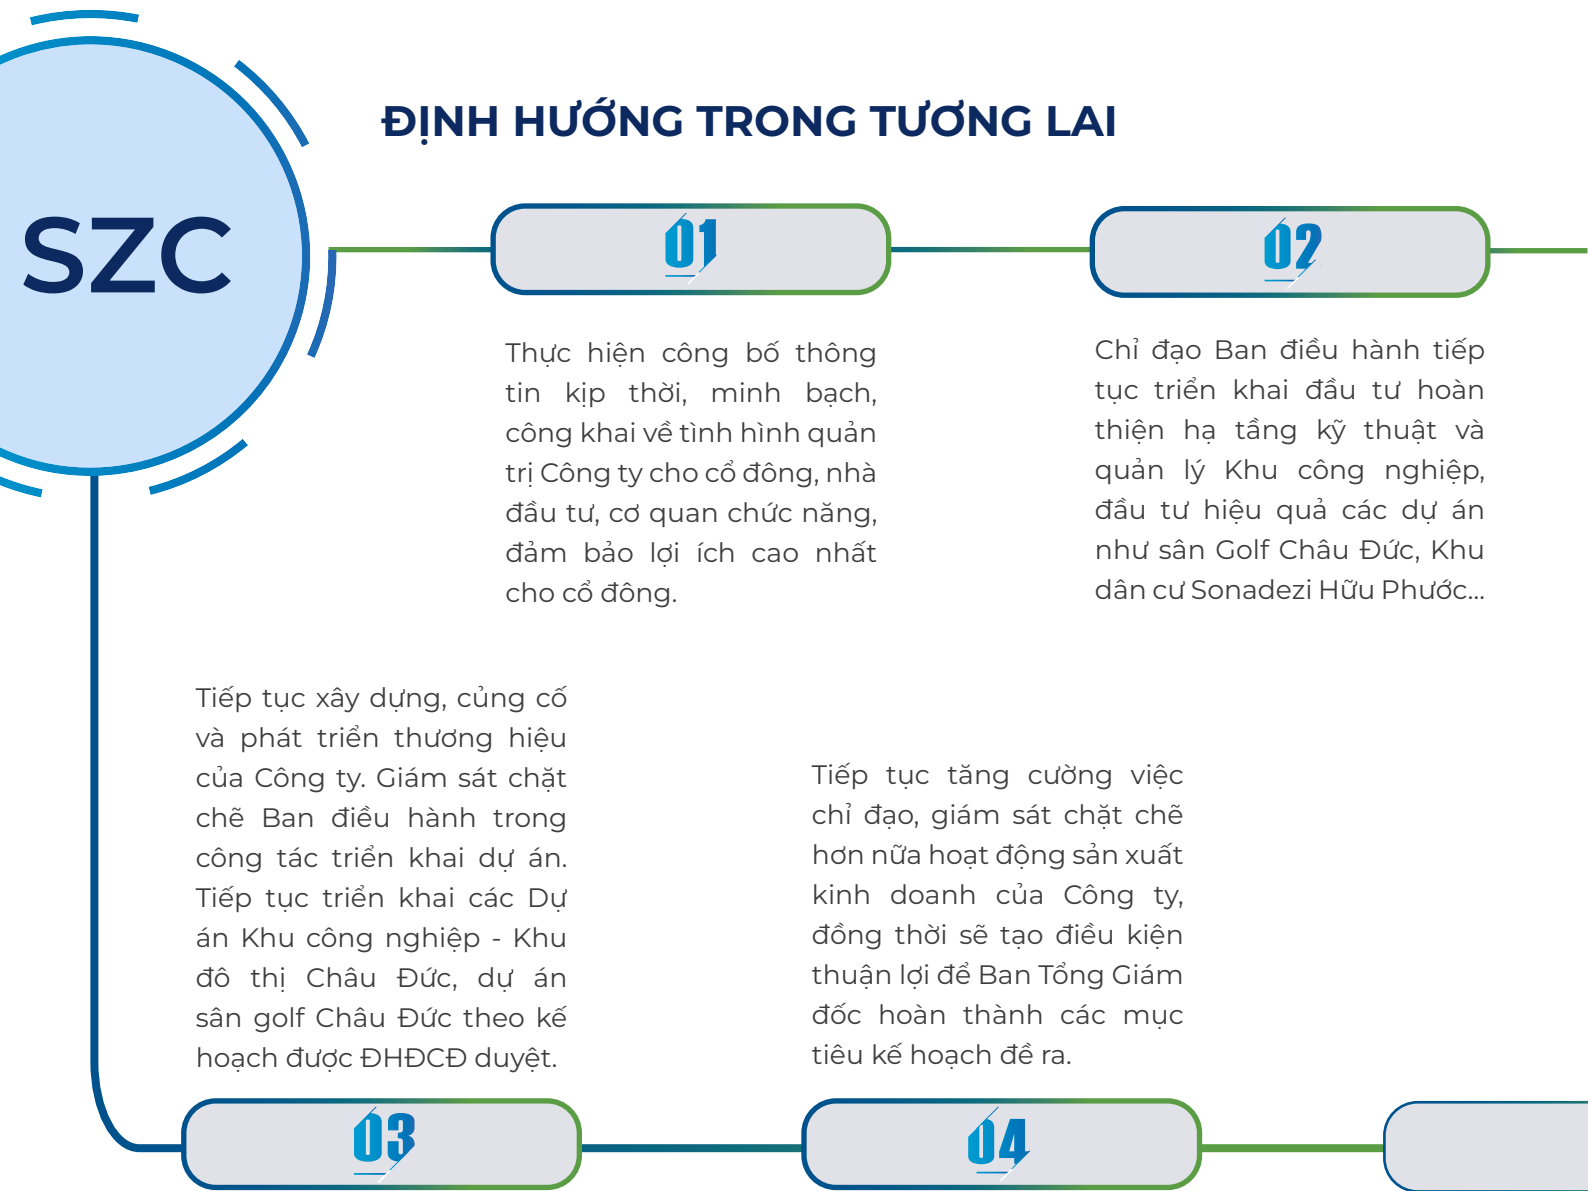 SZC
ĐỊNH HƯỚNG TRONG TƯƠNG LAI
01
Thực hiện công bố thông
tin kịp thời, minh bạch,
công khai về tình hình quản
trị Công ty cho cổ đông, nhà
đầu tư, cơ quan chức năng,
đảm bảo lợi ích cao nhất
cho cổ đông.
02
Chỉ đạo Ban điều hành tiếp
tục triển khai đầu tư hoàn
thiện hạ tầng kỹ thuật và
quản lý Khu công nghiệp,
đầu tư hiệu quả các dự án
như sân Golf Châu Đức, Khu
dân cư Sonadezi Hữu Phước...
Tiếp tục xây dựng, củng cố
và phát triển thương hiệu
của Công ty. Giám sát chặt
chẽ Ban điều hành trong
công tác triển khai dự án.
Tiếp tục triển khai các Dự
án Khu công nghiệp - Khu
đô thị Châu Đức, dự án
sân golf Châu Đức theo kế
hoạch được ĐHĐCĐ duyệt.
03
Tiếp tục tăng cường việc
chỉ đạo, giám sát chặt chẽ
hơn nữa hoạt động sản xuất
kinh doanh của Công ty,
đồng thời sẽ tạo điều kiện
thuận lợi để Ban Tổng Giám
đốc hoàn thành các mục
tiêu kế hoạch đề ra.
04